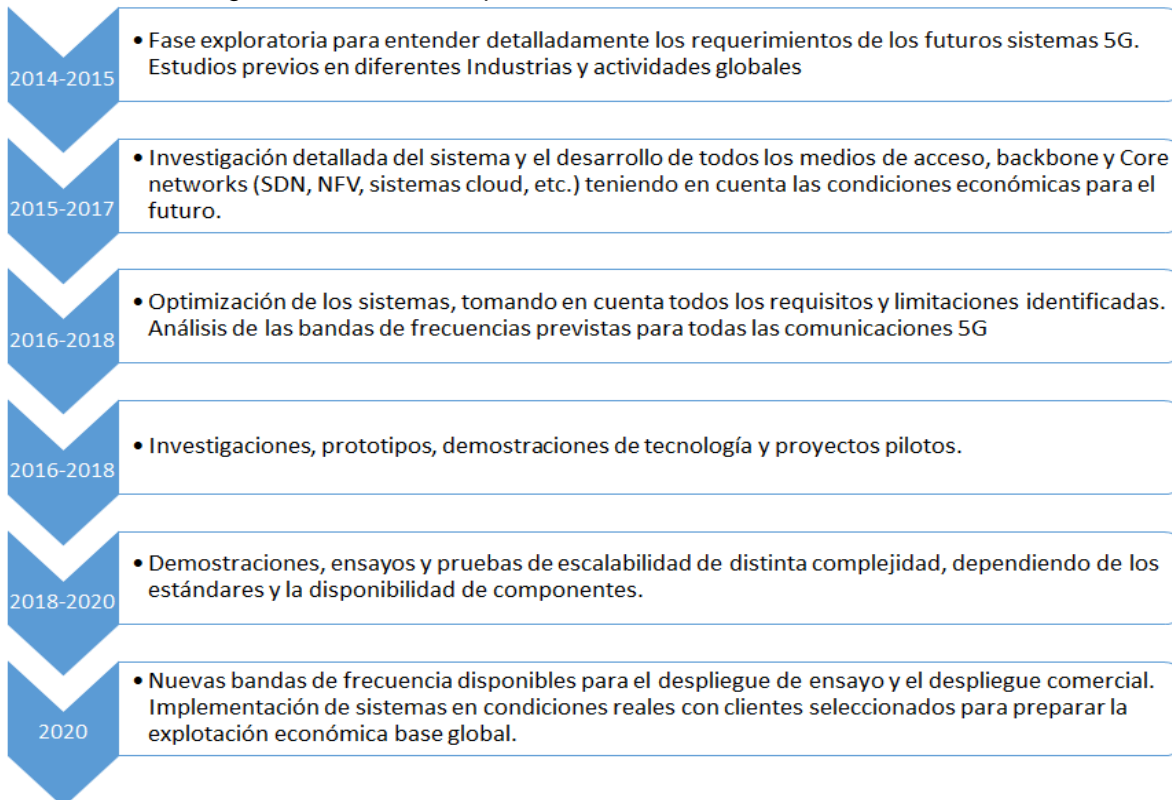 2014-2015
• Fase exploratoria para entender detalladamente los requerimientos de los futuros sistemas 5G.
Estudios previos en diferentes Industrias y actividades globales
2015-2017
• Investigación detallada del sistema y el desarrollo de todos los medios de acceso, backbone y Core
networks (SDN, NFV, sistemas cloud, etc.) teniendo en cuenta las condiciones económicas para el
futuro.
2016-2018
• Optimización de los sistemas, tomando en cuenta todos los requisitos y limitaciones identificadas.
Análisis de las bandas de frecuencias previstas para todas las comunicaciones 5G
2016-2018
• Investigaciones, prototipos, demostraciones de tecnología y proyectos pilotos.
2018-2020
• Demostraciones, ensayos y pruebas de escalabilidad de distinta complejidad, dependiendo de los
estándares y la disponibilidad de componentes.
2020
• Nuevas bandas de frecuencia disponibles para el despliegue de ensayo y el despliegue comercial.
Implementación de sistemas en condiciones reales con clientes seleccionados para preparar la
explotación económica base global.